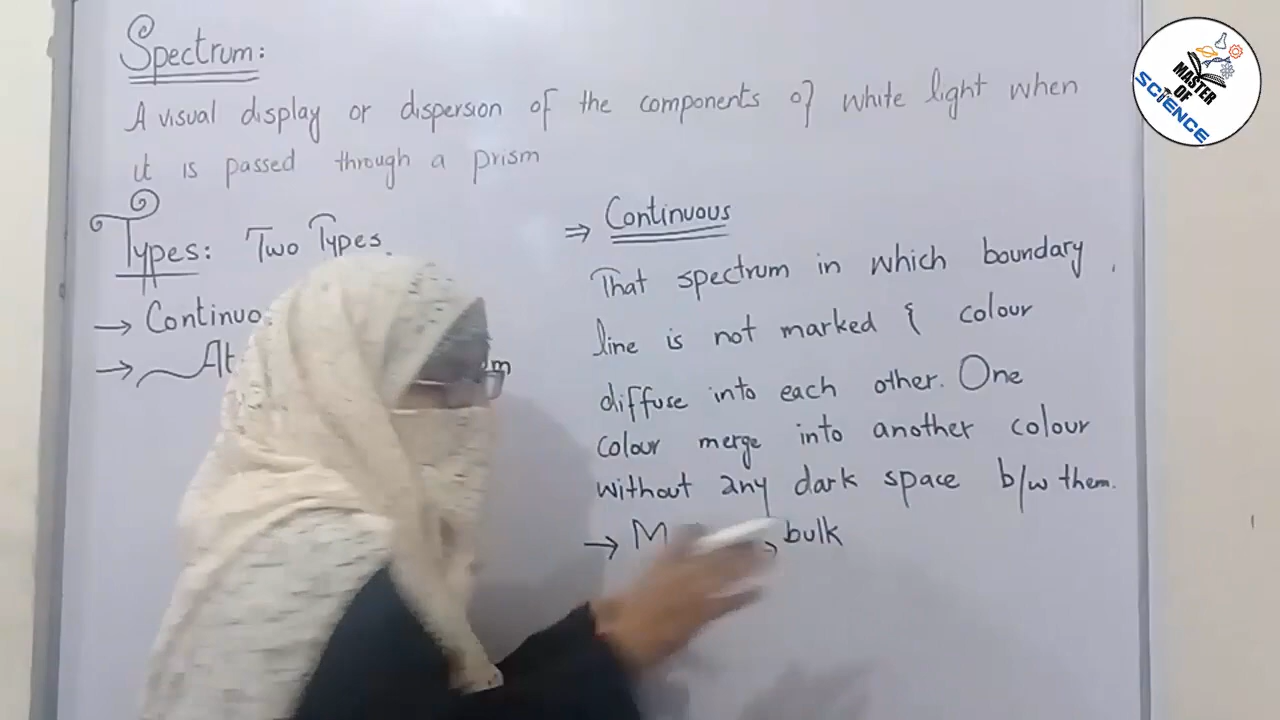 Spectrum:
A visual display or dispersion of the components of white light when
it is passed through a prism
Types: Two Types.
→ Continuo
→ At
⇒ Continuous
That spectrum in which boundary
line is not marked & colour
diffuse into each other. One
colour merge into another colour
without any dark space b/w them.
→ bulk
MASTER
OF
SCIENCE